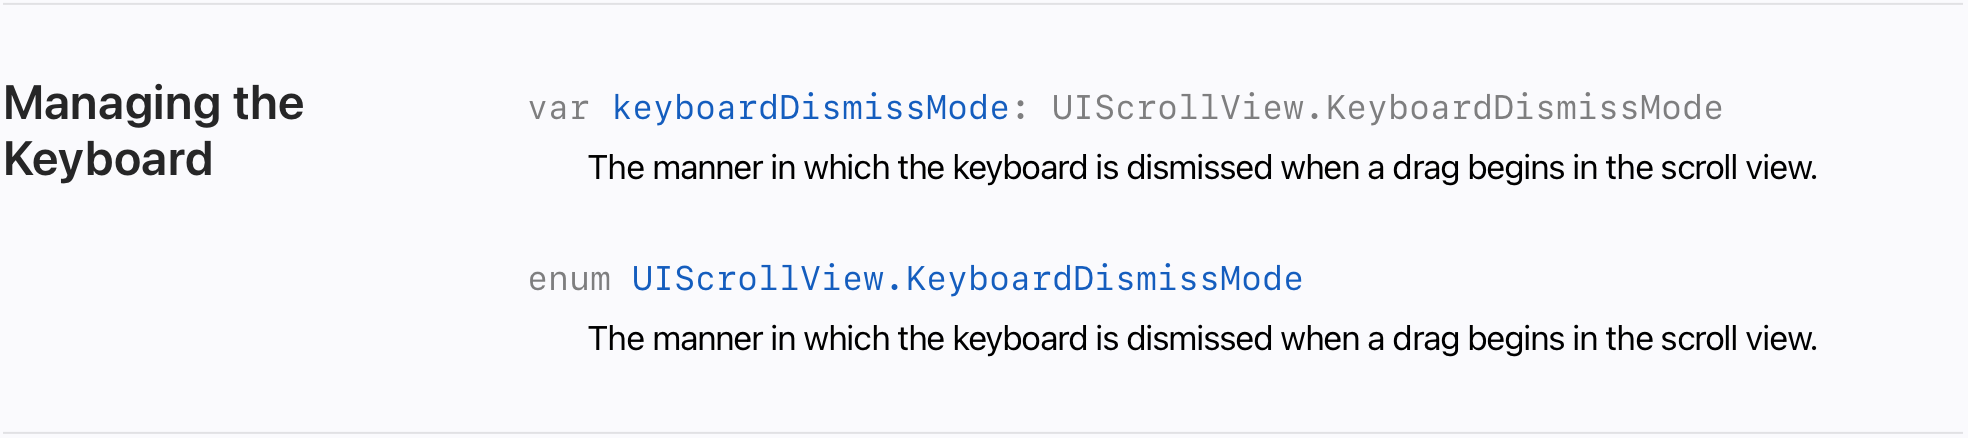 Managing the
Keyboard
var keyboardDismissMode: UIScrollView.KeyboardDismissMode
The manner in which the keyboard is dismissed when a drag begins in the scroll view.
enum UIScrollView.KeyboardDismissMode
The manner in which the keyboard is dismissed when a drag begins in the scroll view.